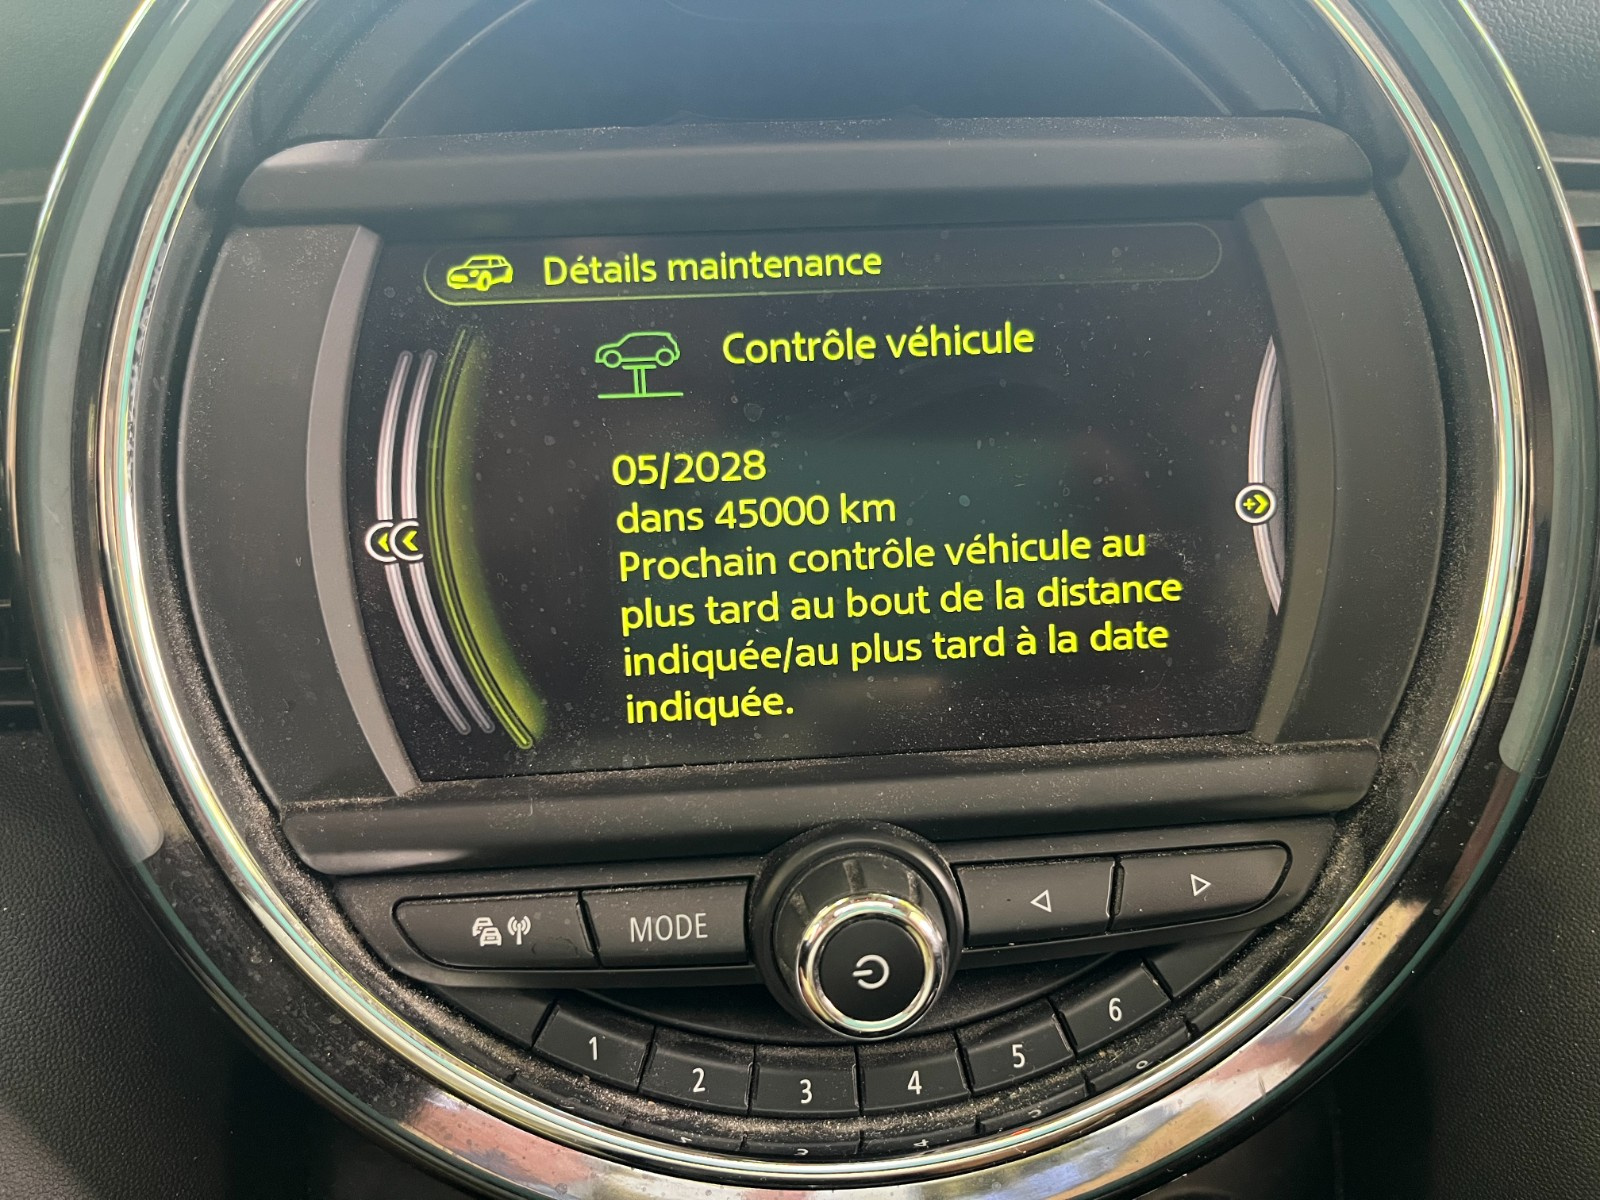 Détails maintenance
Contrôle véhicule
05/2028
dans 45000 km
Prochain contrôle véhicule au
plus tard au bout de la distance
indiquée/au plus tard à la date
indiquée.
MODE
1 2 3 4 5 6